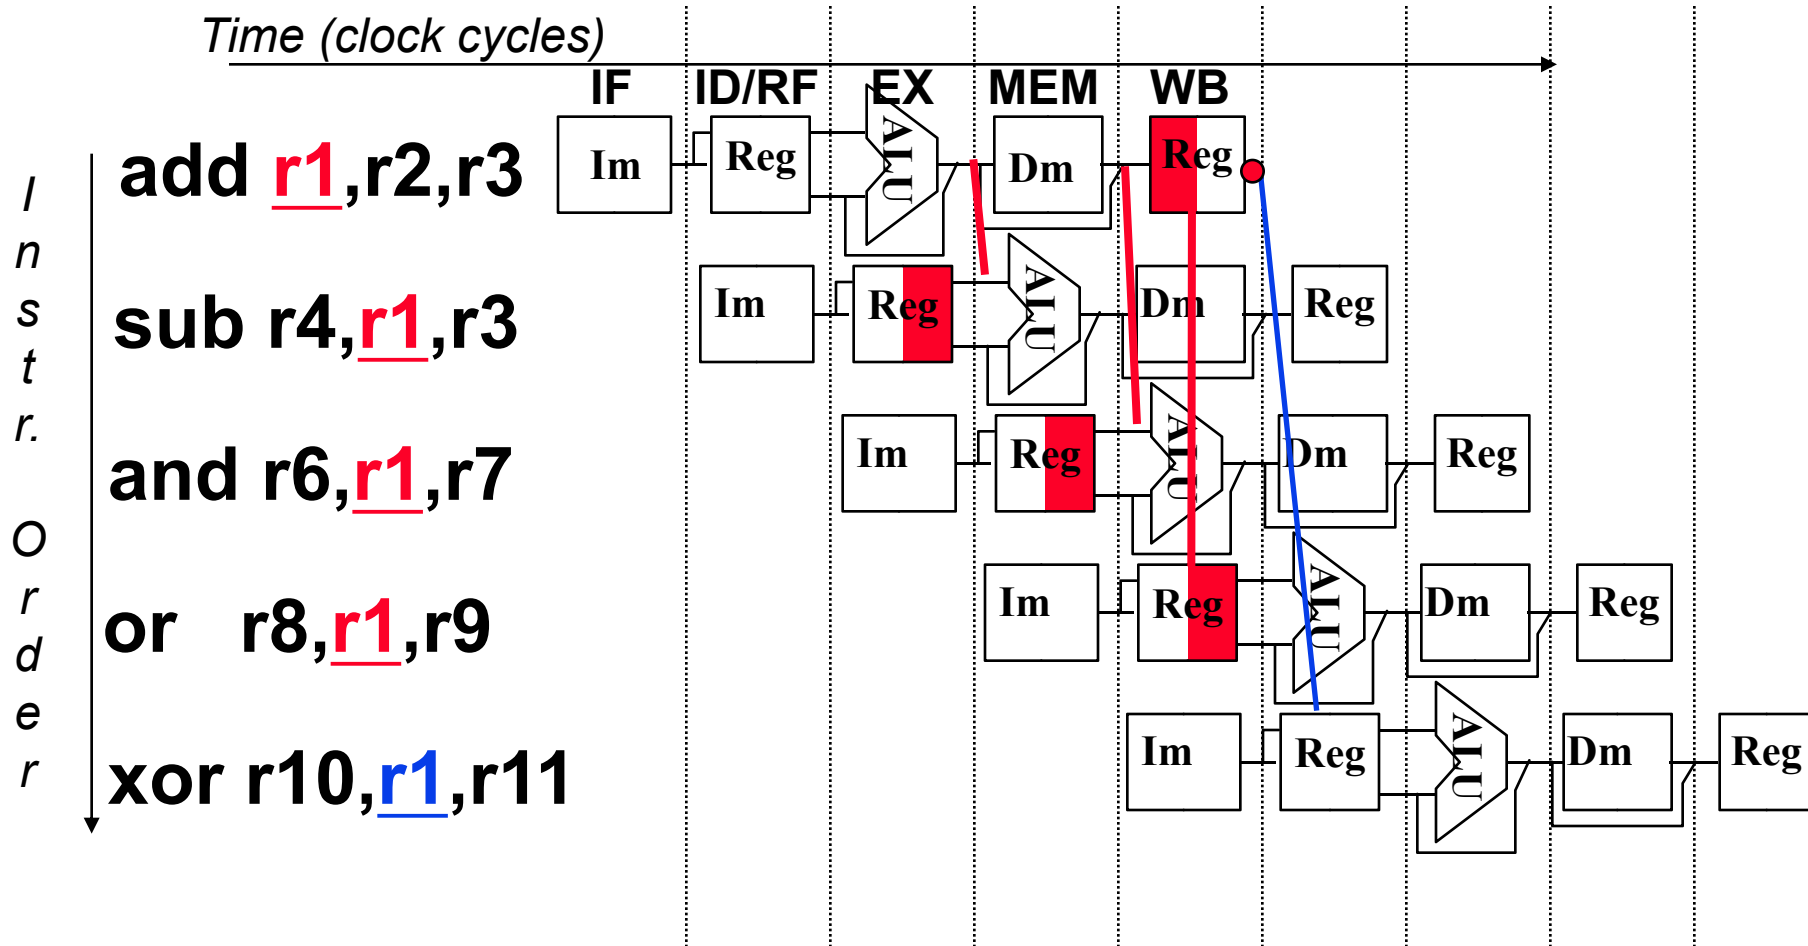 Time (clock cycles)
IF ID/RF EX MEM WB
Instr. Order
add r1,r2,r3 Im Reg ALU Dm Reg
sub r4,r1,r3 Im Reg ALU Dm Reg
and r6,r1,r7 Im Reg ALU Dm Reg
or r8,r1,r9 Im Reg ALU Dm Reg
xor r10,r1,r11 Im Reg ALU Dm Reg